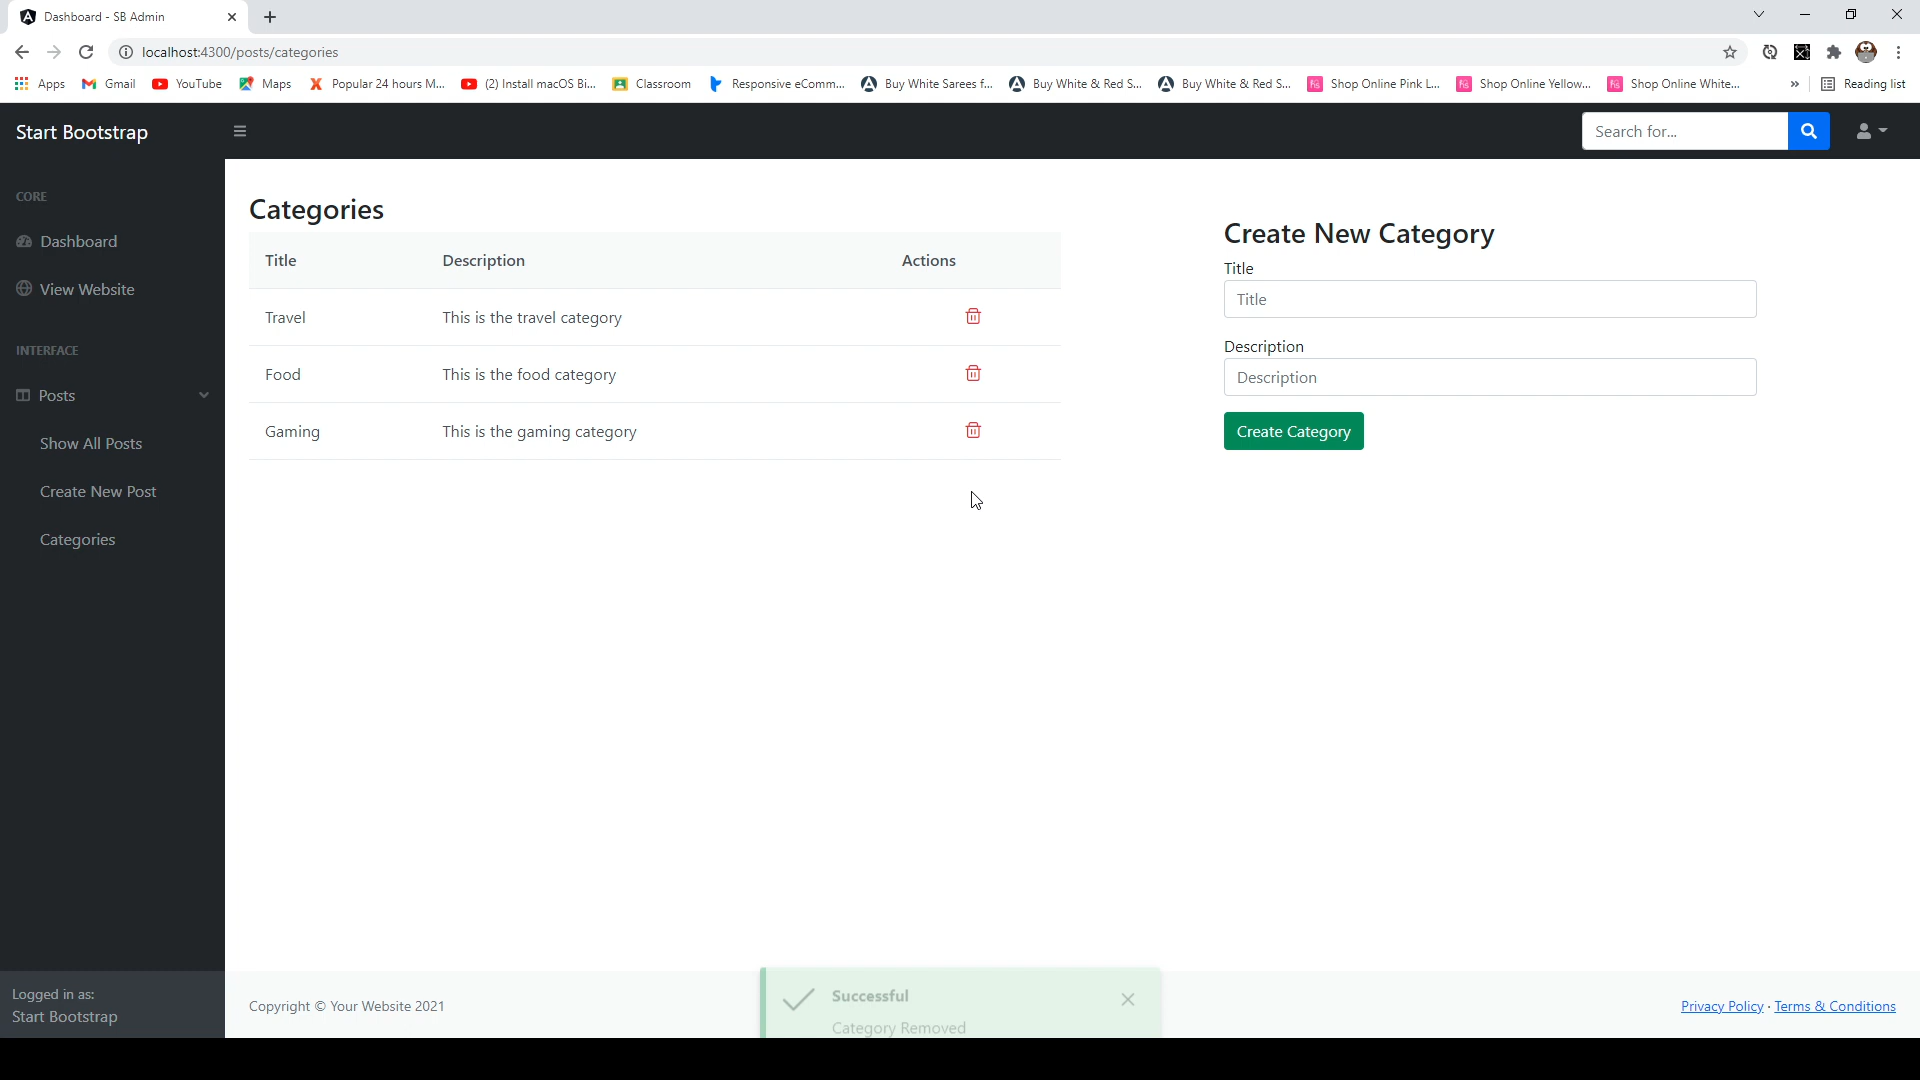 Dashboard - SB Admin
localhost:4300/posts/categories
Apps Gmail YouTube Maps Popular 24 hours M... (2) Install macOS Bi... Classroom Responsive eComm... Buy White Sarees f... Buy White & Red S... Buy White & Red S... Shop Online Pink L... Shop Online Yellow... Shop Online White... » Reading list
Start Bootstrap
Search for...
CORE
Dashboard
View Website
INTERFACE
Posts
Show All Posts
Create New Post
Categories
Logged in as:
Start Bootstrap
Categories
Title Description Actions
Travel This is the travel category
Food This is the food category
Gaming This is the gaming category
Create New Category
Title
Title
Description
Description
Create Category
Copyright © Your Website 2021
Successful
Category Removed
Privacy Policy · Terms & Conditions